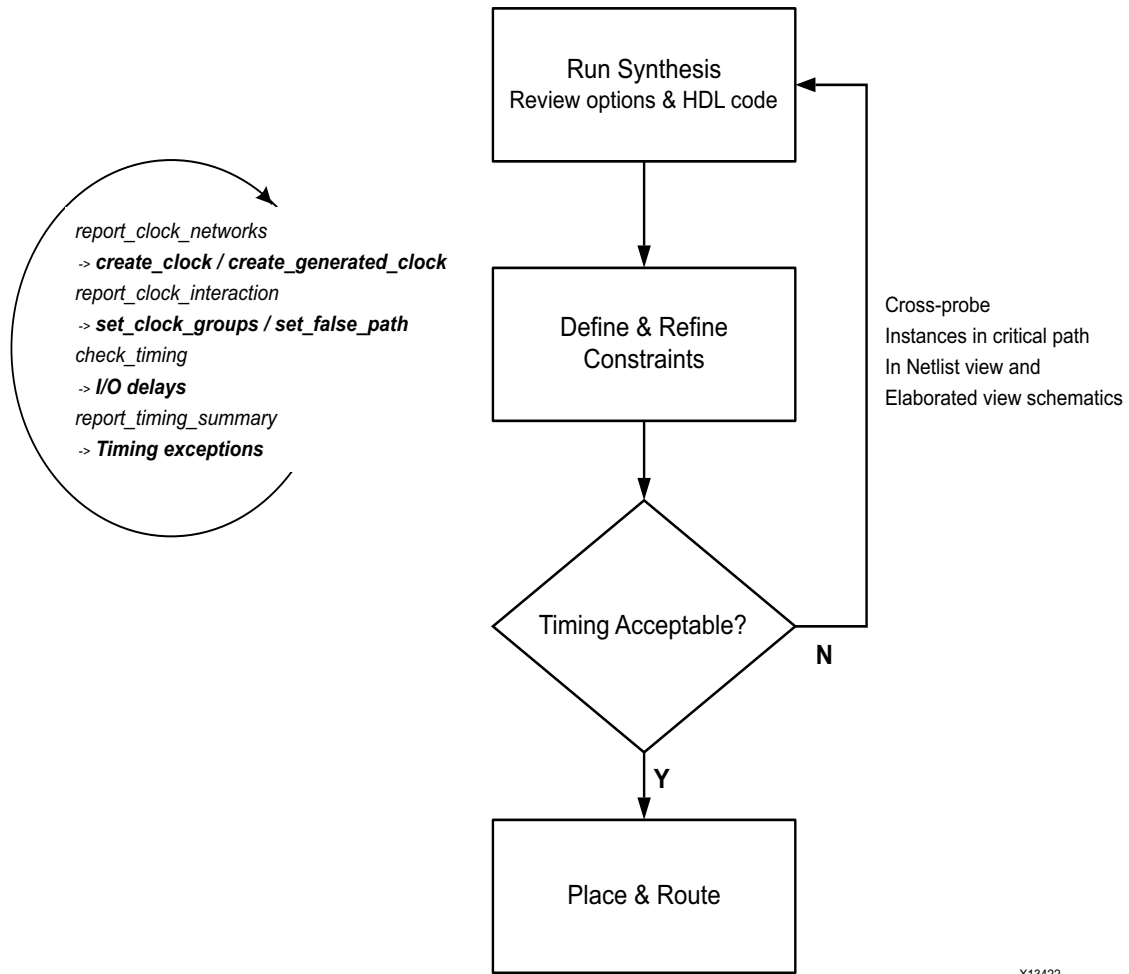 Run Synthesis
Review options & HDL code
report_clock_networks
-> create_clock / create_generated_clock
report_clock_interaction
-> set_clock_groups / set_false_path
check_timing
-> I/O delays
report_timing_summary
-> Timing exceptions
Define & Refine
Constraints
Cross-probe
Instances in critical path
In Netlist view and
Elaborated view schematics
Timing Acceptable?
N
Y
Place & Route
X13422